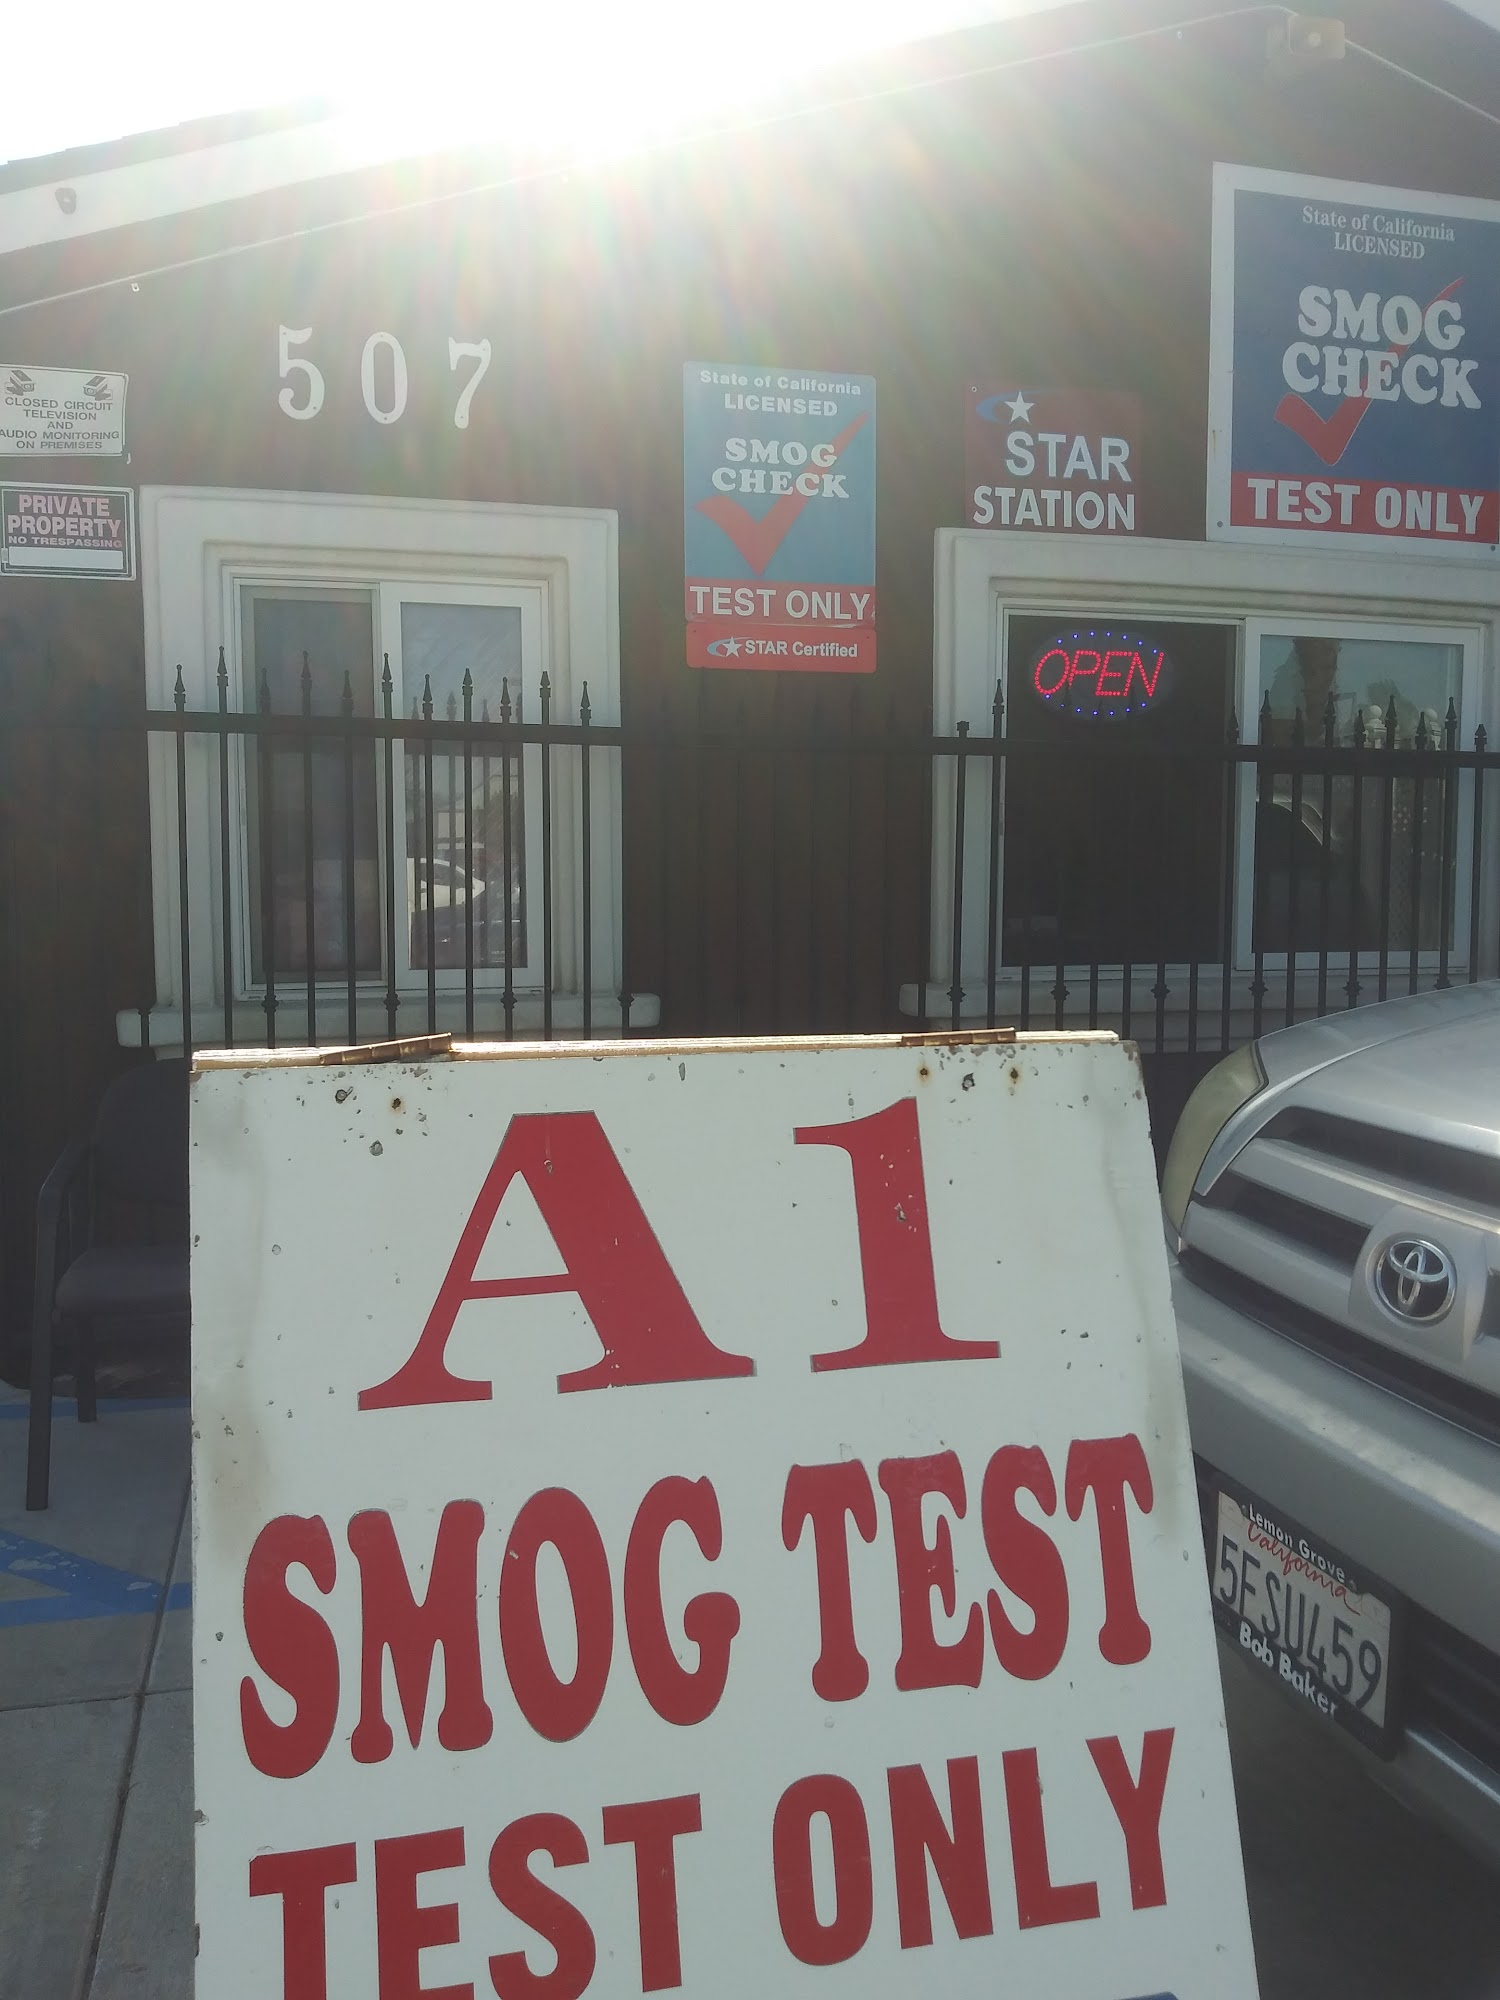 CLOSED CIRCUIT
TELEVISION
AND
AUDIO MONITORING
ON PREMISES
PRIVATE
PROPERTY
NO TRESPASSING
507
State of California
LICENSED
SMOG
CHECK
TEST ONLY
STAR Certified
STAR
STATION
State of California
LICENSED
SMOG
CHECK
TEST ONLY
OPEN
A1
SMOG TEST
TEST ONLY
Lemon Grove
California
5ESU459
Bob Baker